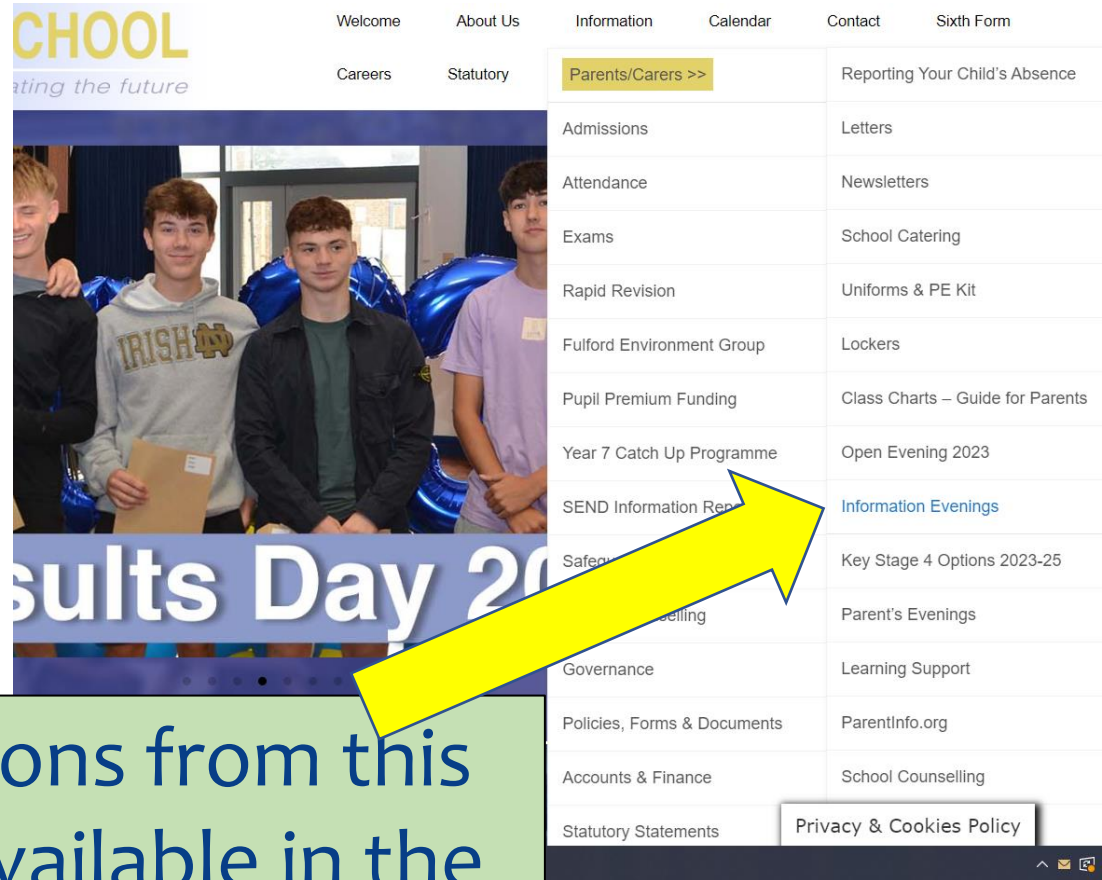 CHOOL
ating the future
Welcome About Us Information Calendar Contact Sixth Form
Careers Statutory
Parents/Carers >>
Admissions
Attendance
Exams
Rapid Revision
Fulford Environment Group
Pupil Premium Funding
Year 7 Catch Up Programme
SEND Information
Governance
Policies, Forms & Documents
Accounts & Finance
Statutory Statements
Reporting Your Child's Absence
Letters
Newsletters
School Catering
Uniforms & PE Kit
Lockers
Class Charts – Guide for Parents
Open Evening 2023
Information Evenings
Key Stage 4 Options 2023-25
Parent's Evenings
Learning Support
ParentInfo.org
School Counselling
Privacy & Cookies Policy
IRISH
sults Day 20
ons from this
vailable in the